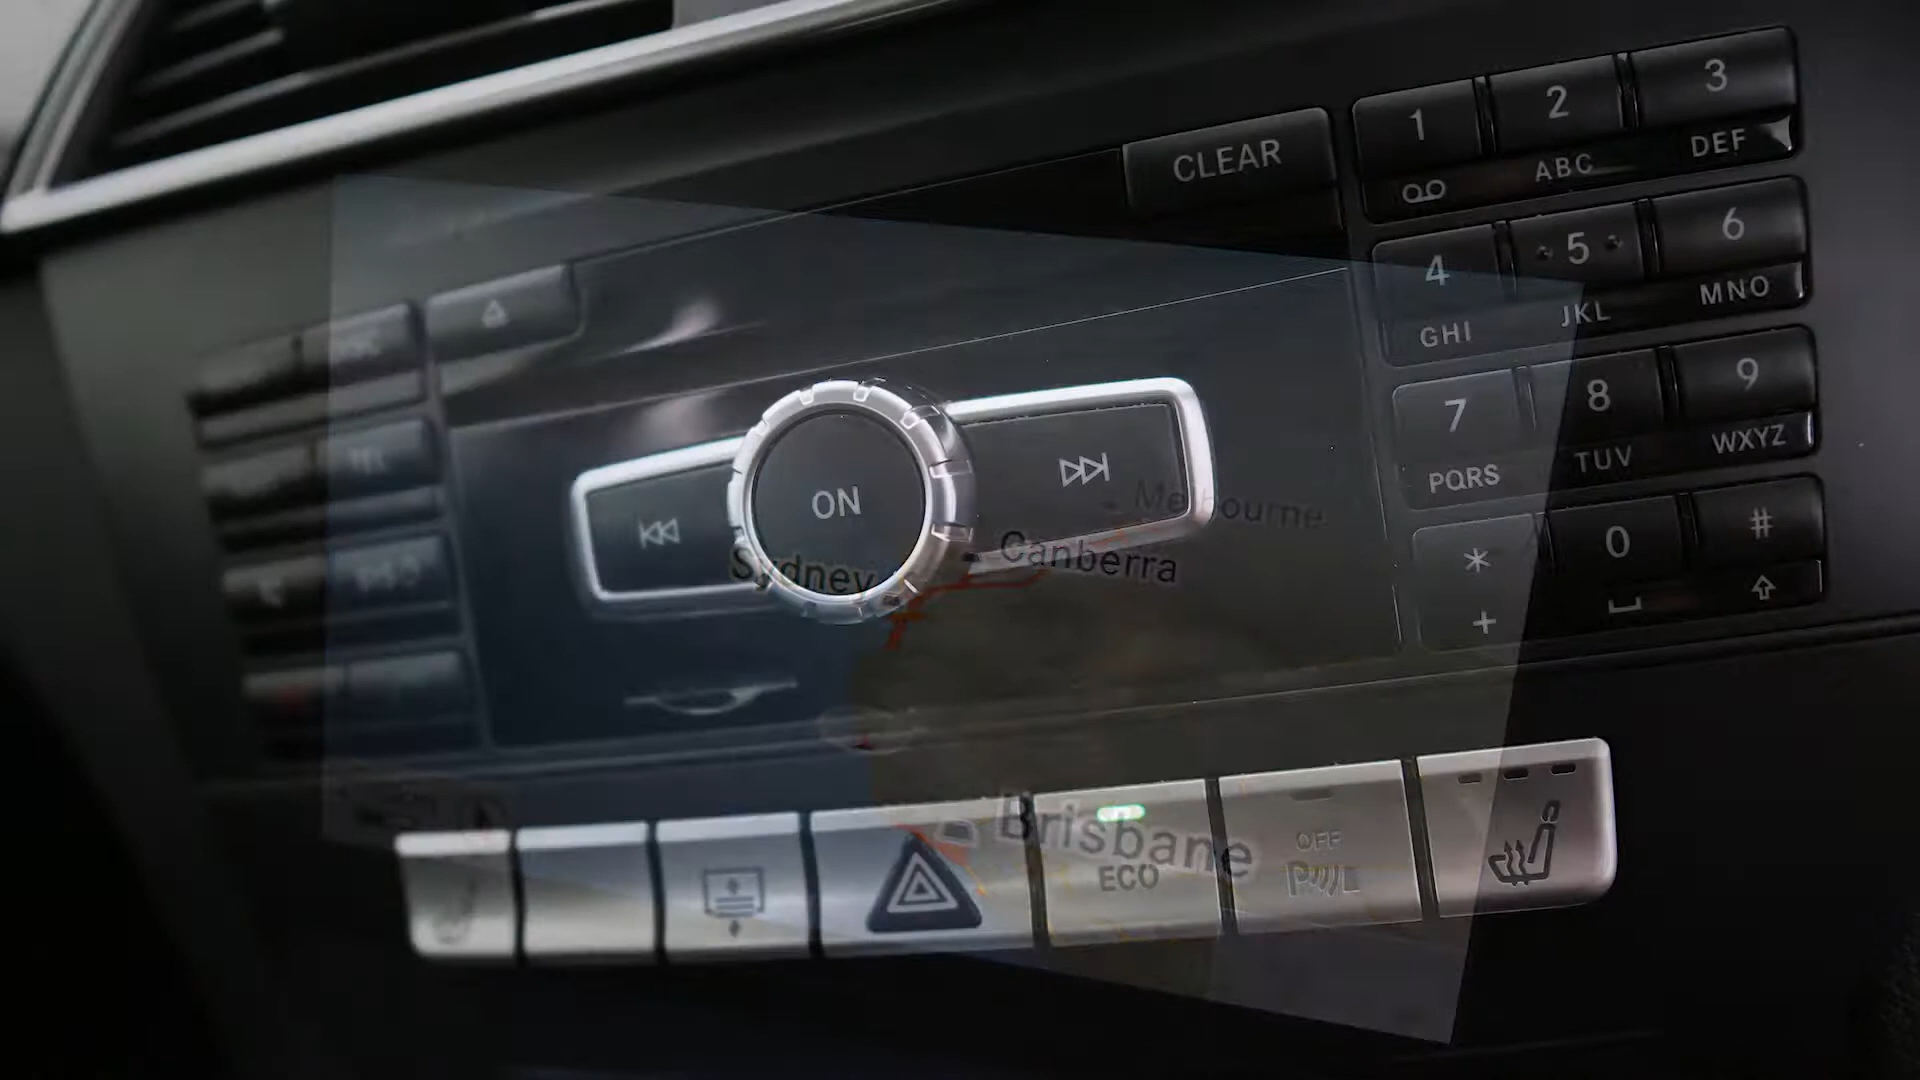 CLEAR
1
2
ABC
3
DEF
4
GHI
5
JKL
6
MNO
7
PQRS
8
TUV
9
WXYZ
*
+
0
#
ON
Melbourne
Canberra
Sydney
Brisbane
ECO
OFF